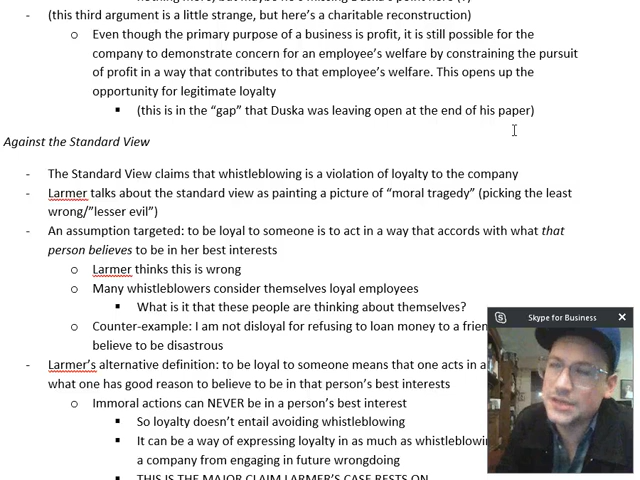 - (this third argument is a little strange, but here's a charitable reconstruction)
o Even though the primary purpose of a business is profit, it is still possible for the
company to demonstrate concern for an employee's welfare by constraining the pursuit
of profit in a way that contributes to that employee's welfare. This opens up the
opportunity for legitimate loyalty
▪ (this is in the "gap" that Duska was leaving open at the end of his paper)
Against the Standard View
- The Standard View claims that whistleblowing is a violation of loyalty to the company
- Larmer talks about the standard view as painting a picture of "moral tragedy" (picking the least
wrong/"lesser evil")
- An assumption targeted: to be loyal to someone is to act in a way that accords with what that
person believes to be in her best interests
o Larmer thinks this is wrong
o Many whistleblowers consider themselves loyal employees
▪ What is it that these people are thinking about themselves?
o Counter-example: I am not disloyal for refusing to loan money to a frien
believe to be disastrous
- Larmer's alternative definition: to be loyal to someone means that one acts in a
what one has good reason to believe to be in that person's best interests
o Immoral actions can NEVER be in a person's best interest
▪ So loyalty doesn't entail avoiding whistleblowing
▪ It can be a way of expressing loyalty in as much as whistleblowin
a company from engaging in future wrongdoing
▪ THIS IS THE MAJOR CLAIM LARMER'S CASE RESTS ON
Skype for Business